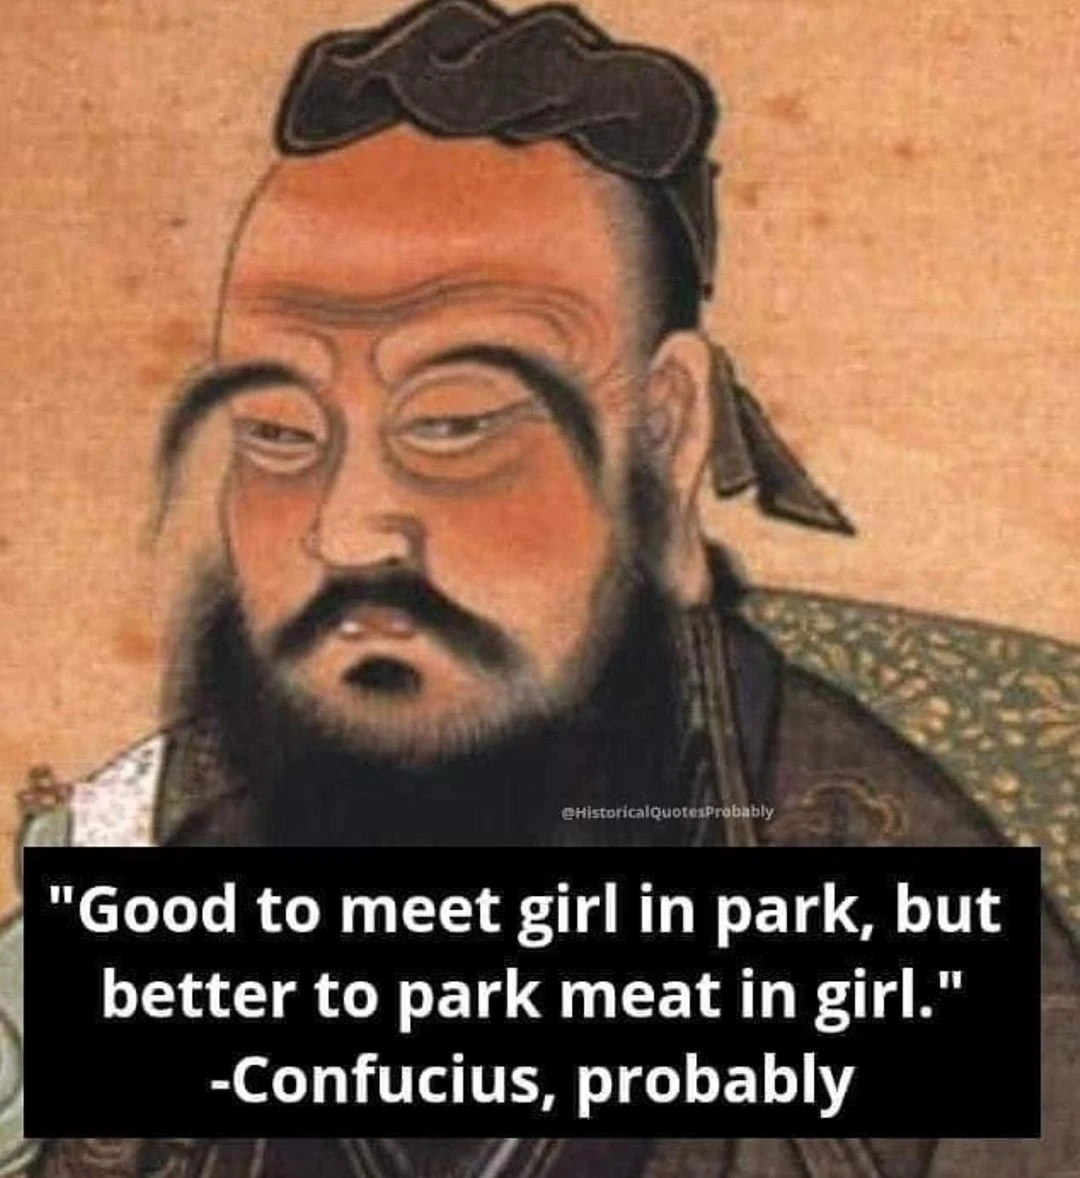 @HistoricalQuotesProbably
"Good to meet girl in park, but
better to park meat in girl."
-Confucius, probably